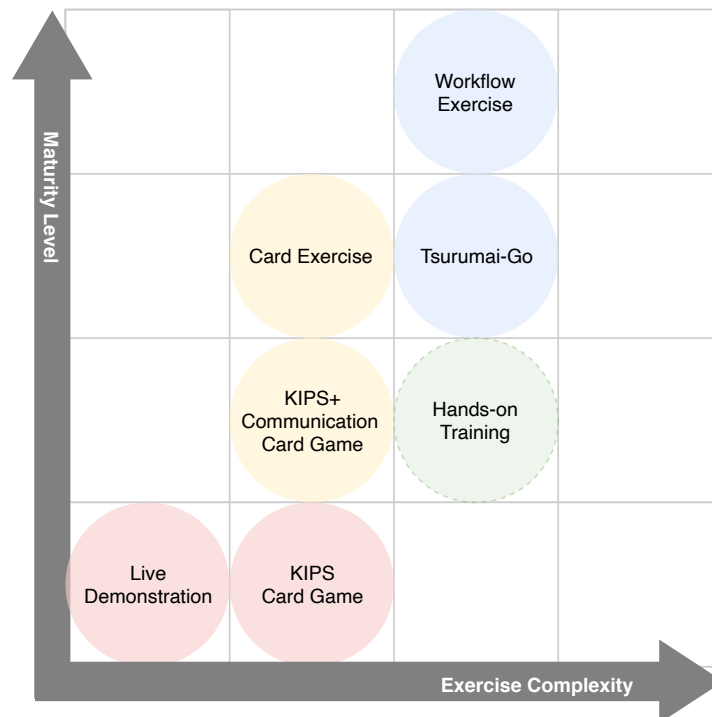 Workflow
Exercise
Maturity Level
Card Exercise
Tsurumai-Go
KIPS+
Communication
Card Game
Hands-on
Training
Live
Demonstration
KIPS
Card Game
Exercise Complexity